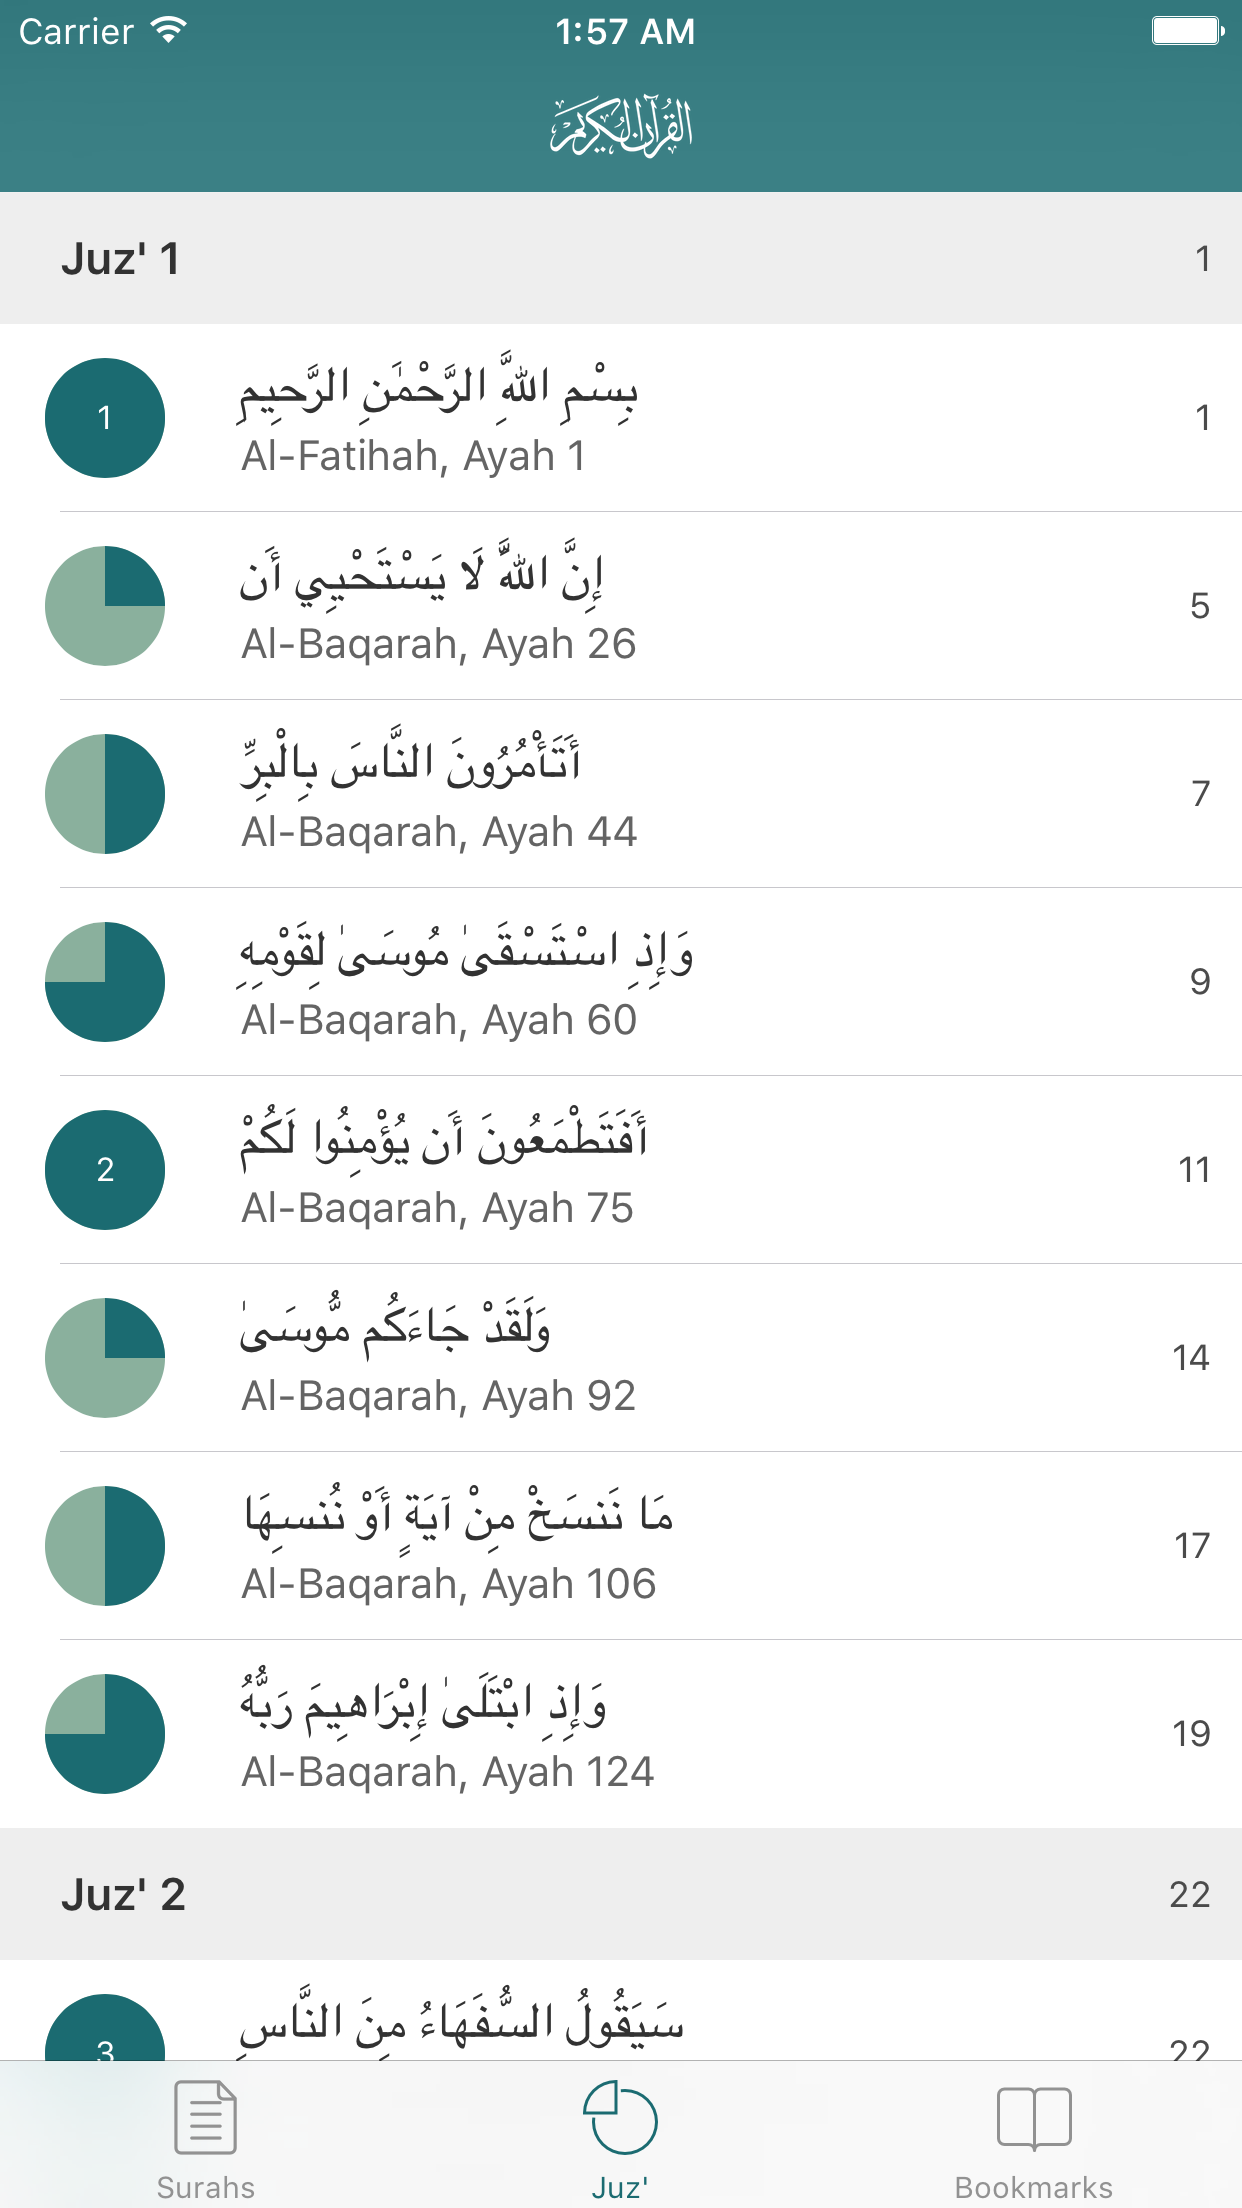 Carrier 1:57 AM
القرآن الكريم
Juz' 1 1
1 بِسْمِ اللَّهِ الرَّحْمَٰنِ الرَّحِيمِ
Al-Fatihah, Ayah 1 1
إِنَّ اللَّهَ لَا يَسْتَحْيِي أَن
Al-Baqarah, Ayah 26 5
أَتَأْمُرُونَ النَّاسَ بِالْبِرِّ
Al-Baqarah, Ayah 44 7
وَإِذِ اسْتَسْقَىٰ مُوسَىٰ لِقَوْمِهِ
Al-Baqarah, Ayah 60 9
2 أَفَتَطْمَعُونَ أَن يُؤْمِنُوا لَكُمْ
Al-Baqarah, Ayah 75 11
وَلَقَدْ جَاءَكُم مُّوسَىٰ
Al-Baqarah, Ayah 92 14
مَا نَنسَخْ مِنْ آيَةٍ أَوْ نُنسِهَا
Al-Baqarah, Ayah 106 17
وَإِذِ ابْتَلَىٰ إِبْرَاهِيمَ رَبُّهُ
Al-Baqarah, Ayah 124 19
Juz' 2 22
3 سَيَقُولُ السُّفَهَاءُ مِنَ النَّاسِ 22
Surahs Juz' Bookmarks